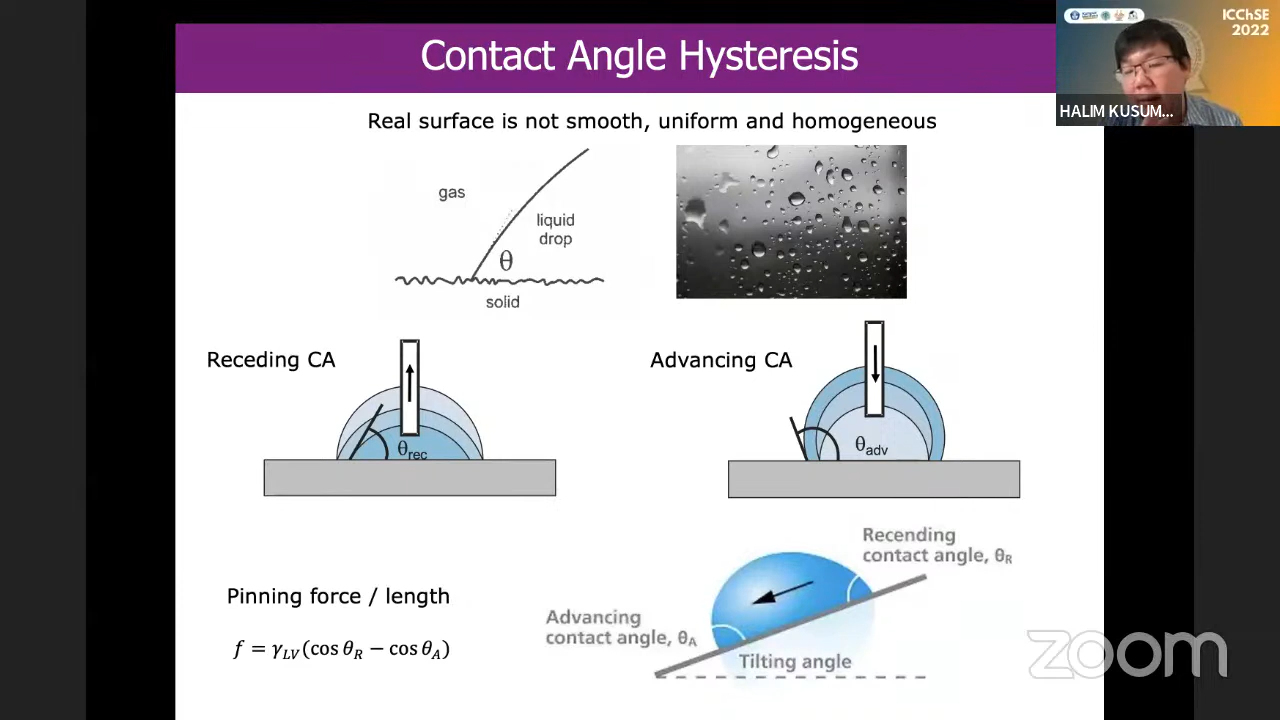 Contact Angle Hysteresis
ICChSE
2022
HALIM KUSUM...
Real surface is not smooth, uniform and homogeneous
gas
liquid
drop
θ
solid
Receding CA
θrec
Advancing CA
θadv
Pinning force / length
f = γLV(cos θR − cos θA)
Recending
contact angle, θR
Advancing
contact angle, θA
Tilting angle
zoom